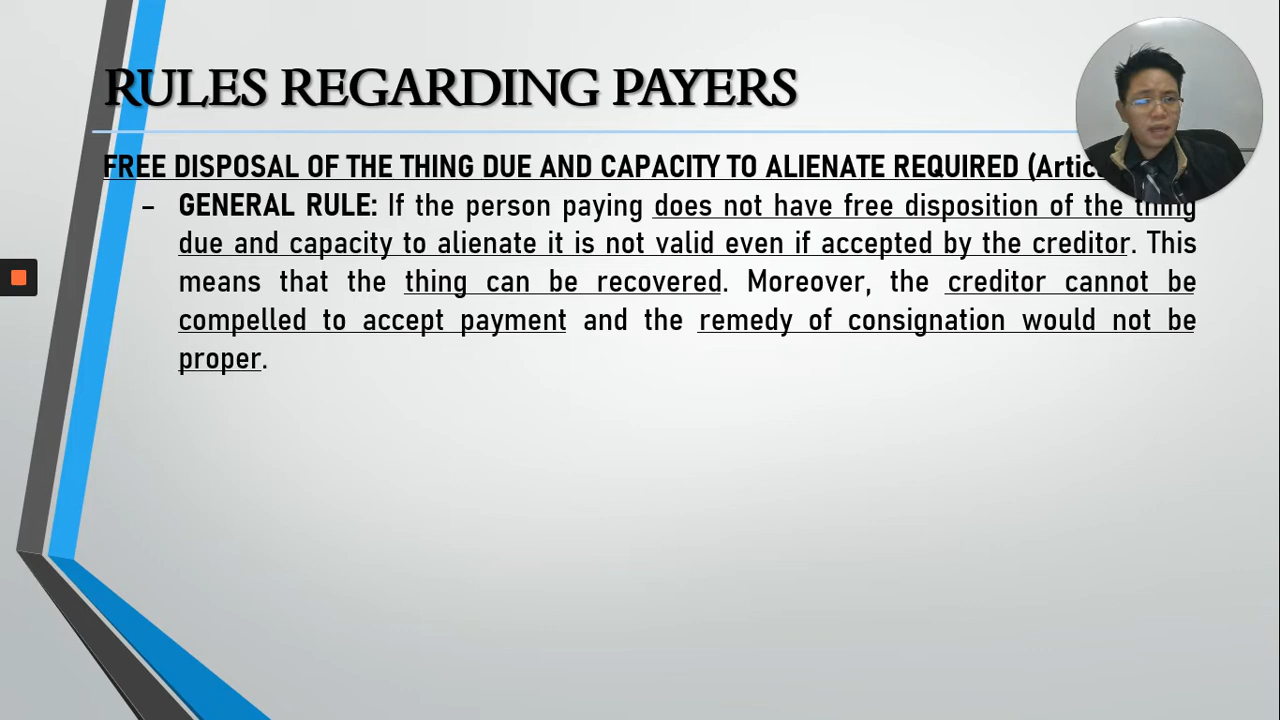 RULES REGARDING PAYERS
FREE DISPOSAL OF THE THING DUE AND CAPACITY TO ALIENATE REQUIRED
– GENERAL RULE: If the person paying does not have free disposition of the thing
due and capacity to alienate it is not valid even if accepted by the creditor. This
means that the thing can be recovered. Moreover, the creditor cannot be
compelled to accept payment and the remedy of consignation would not be
proper.